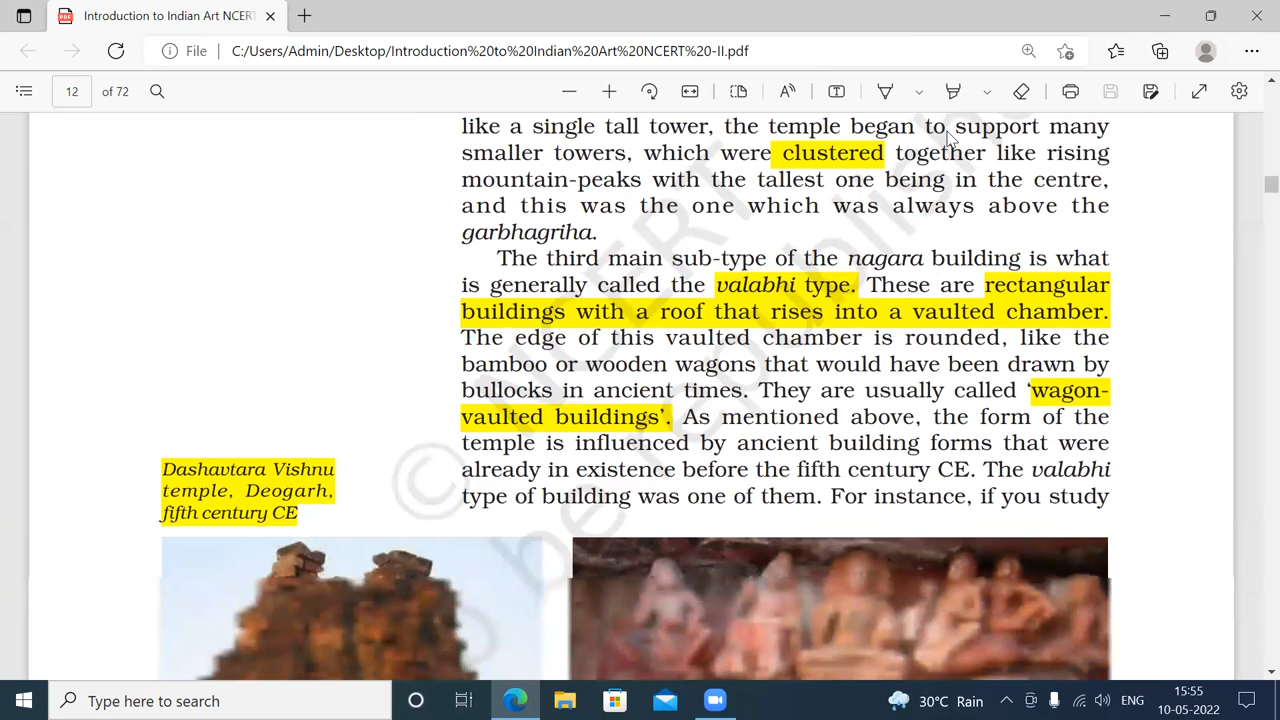 Introduction to Indian Art NCERT
File
C:/Users/Admin/Desktop/Introduction%20to%20Indian%20Art%20NCERT%20-II.pdf
12 of 72
like a single tall tower, the temple began to support many
smaller towers, which were clustered together like rising
mountain-peaks with the tallest one being in the centre,
and this was the one which was always above the
garbhagriha.
The third main sub-type of the nagara building is what
is generally called the valabhi type. These are rectangular
buildings with a roof that rises into a vaulted chamber.
The edge of this vaulted chamber is rounded, like the
bamboo or wooden wagons that would have been drawn by
bullocks in ancient times. They are usually called ‘wagon-
vaulted buildings’. As mentioned above, the form of the
temple is influenced by ancient building forms that were
already in existence before the fifth century CE. The valabhi
type of building was one of them. For instance, if you study
Dashavtara Vishnu
temple, Deogarh,
fifth century CE
© NCERT
be republishe
Type here to search
30°C Rain
ENG
15:55
10-05-2022